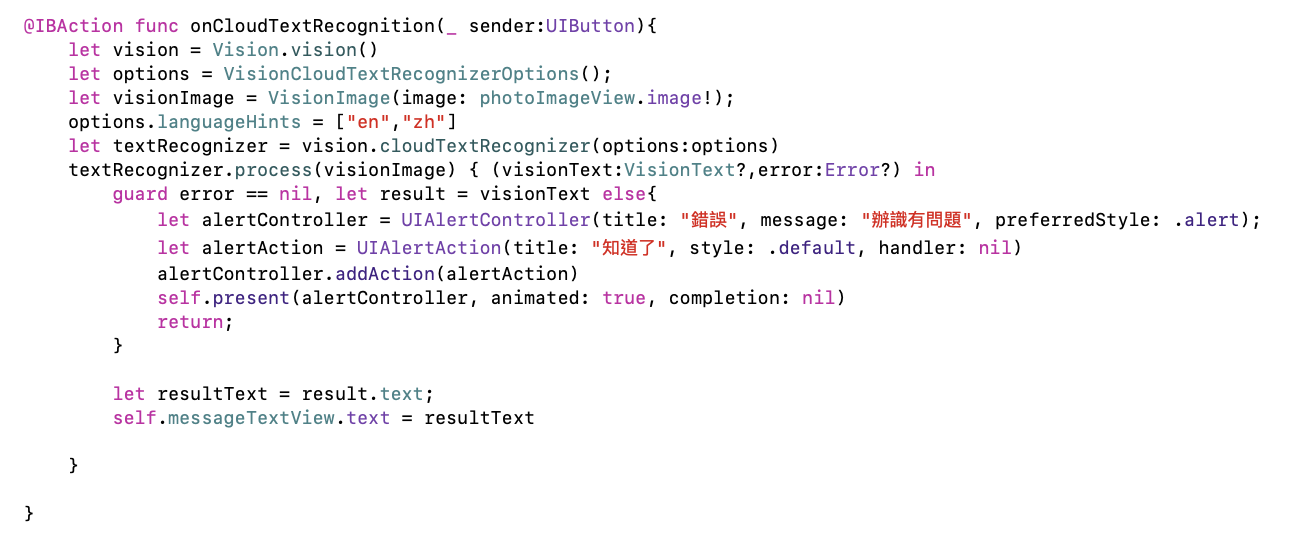 @IBAction func onCloudTextRecognition(_ sender:UIButton){
    let vision = Vision.vision()
    let options = VisionCloudTextRecognizerOptions();
    let visionImage = VisionImage(image: photoImageView.image!);
    options.languageHints = ["en","zh"]
    let textRecognizer = vision.cloudTextRecognizer(options:options)
    textRecognizer.process(visionImage) { (visionText:VisionText?,error:Error?) in
        guard error == nil, let result = visionText else{
            let alertController = UIAlertController(title: "錯誤", message: "辦識有問題", preferredStyle: .alert);
            let alertAction = UIAlertAction(title: "知道了", style: .default, handler: nil)
            alertController.addAction(alertAction)
            self.present(alertController, animated: true, completion: nil)
            return;
        }
        let resultText = result.text;
        self.messageTextView.text = resultText
    }
}